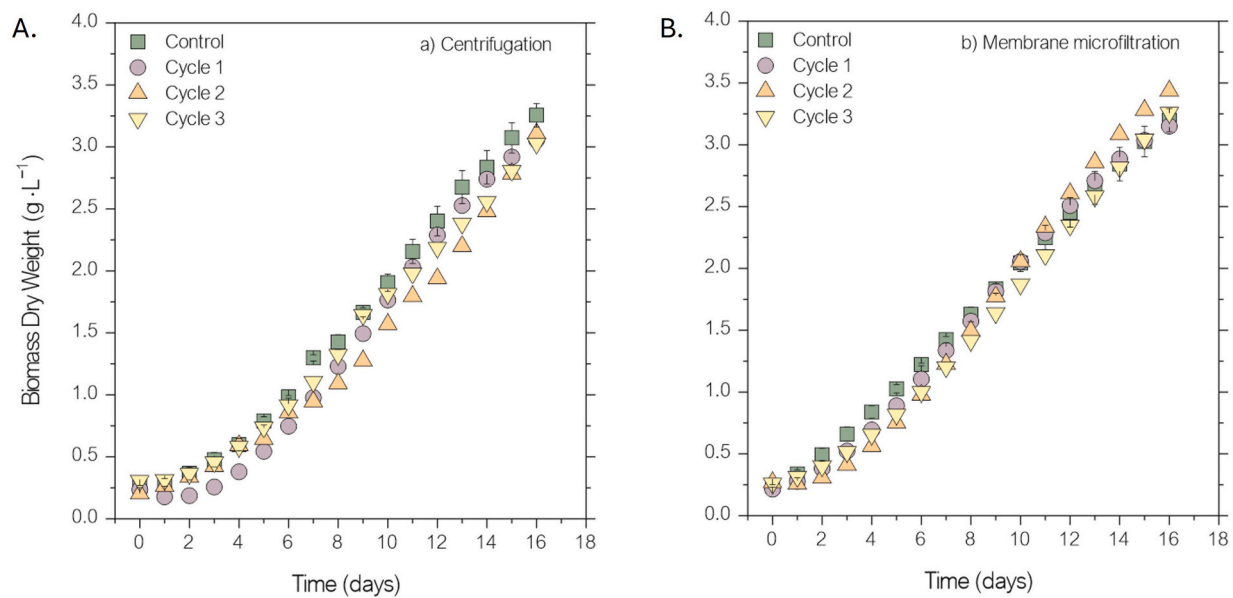 A.
a) Centrifugation
Control
Cycle 1
Cycle 2
Cycle 3
4.0
3.5
3.0
2.5
2.0
1.5
1.0
0.5
0.0
Biomass Dry Weight (g·L⁻¹)
0 2 4 6 8 10 12 14 16 18
Time (days)
B.
b) Membrane microfiltration
Control
Cycle 1
Cycle 2
Cycle 3
4.0
3.5
3.0
2.5
2.0
1.5
1.0
0.5
0.0
0 2 4 6 8 10 12 14 16 18
Time (days)